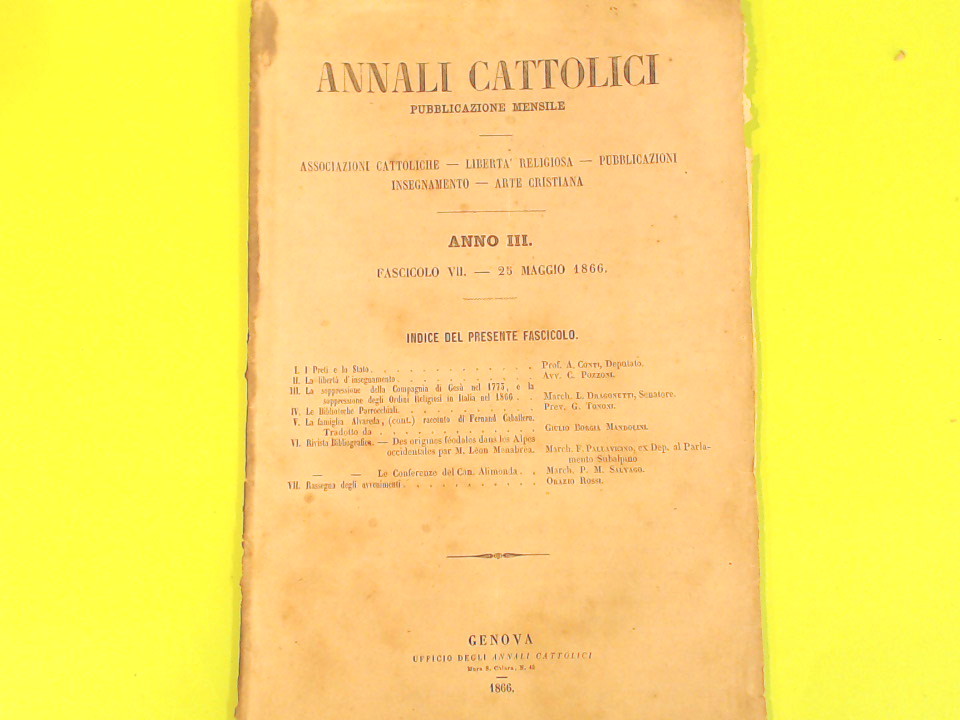 ANNALI CATTOLICI
PUBBLICAZIONE MENSILE
ASSOCIAZIONI CATTOLICHE — LIBERTA' RELIGIOSA — PUBBLICAZIONI
INSEGNAMENTO — ARTE CRISTIANA
ANNO III.
FASCICOLO VII. — 25 MAGGIO 1866.
INDICE DEL PRESENTE FASCICOLO.
I. I Preti e lo Stato . . . . . . . . . . . . . Prof. A. CONTI, Deputato.
II. La libertà d'insegnamento . . . . . . . . . . . Avv. C. POZZONI.
III. La soppressione della Compagnia di Gesù nel 1773, e la
soppressione degli Ordini Religiosi in Italia nel 1866 . . March. L. DRAGONETTI, Senatore.
IV. Le Biblioteche Parrocchiali . . . . . . . . . . . Prev. G. TONONI.
V. La famiglia Alvareda, (cont.) racconto di Fernand Caballero.
Tradotto da . . . . . . . . . . . . GIULIO BORGIA MANDOLINI.
VI. Rivista Bibliografica. — Des origines féodales dans les Alpes
occidentales par M. Léon Menabrea. March. F. PALLAVICINO, ex Dep. al Parla-
mento Subalpino
— — Le Conferenze del Can. Alimonda . . March. P. M. SALVAGO.
VII. Rassegna degli avvenimenti . . . . . . . . . . . ORAZIO ROSSI.
GENOVA
UFFICIO DEGLI ANNALI CATTOLICI
Mura S. Chiara, N. 45
1866.